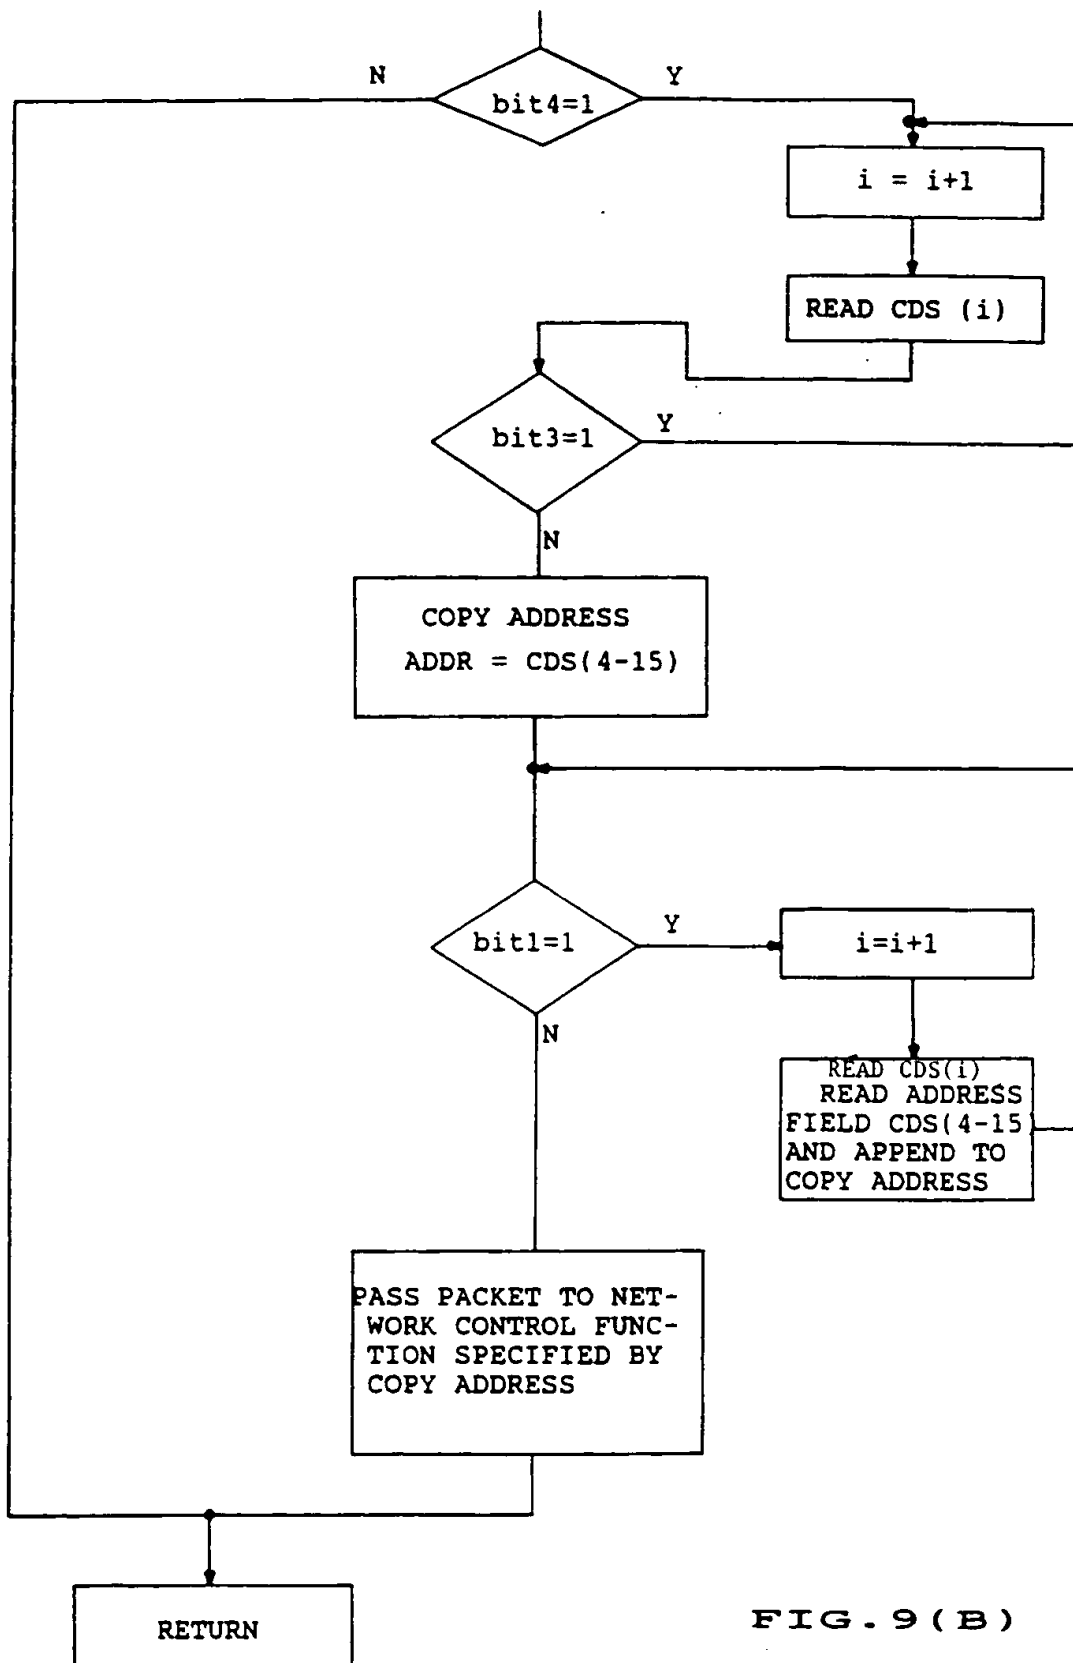 N
bit4=1
Y
i = i+1
READ CDS (i)
bit3=1
Y
N
COPY ADDRESS
ADDR = CDS(4-15)
bit1=1
Y
i=i+1
N
READ CDS(i)
READ ADDRESS
FIELD CDS(4-15
AND APPEND TO
COPY ADDRESS
PASS PACKET TO NET-
WORK CONTROL FUNC-
TION SPECIFIED BY
COPY ADDRESS
RETURN
FIG.9(B)